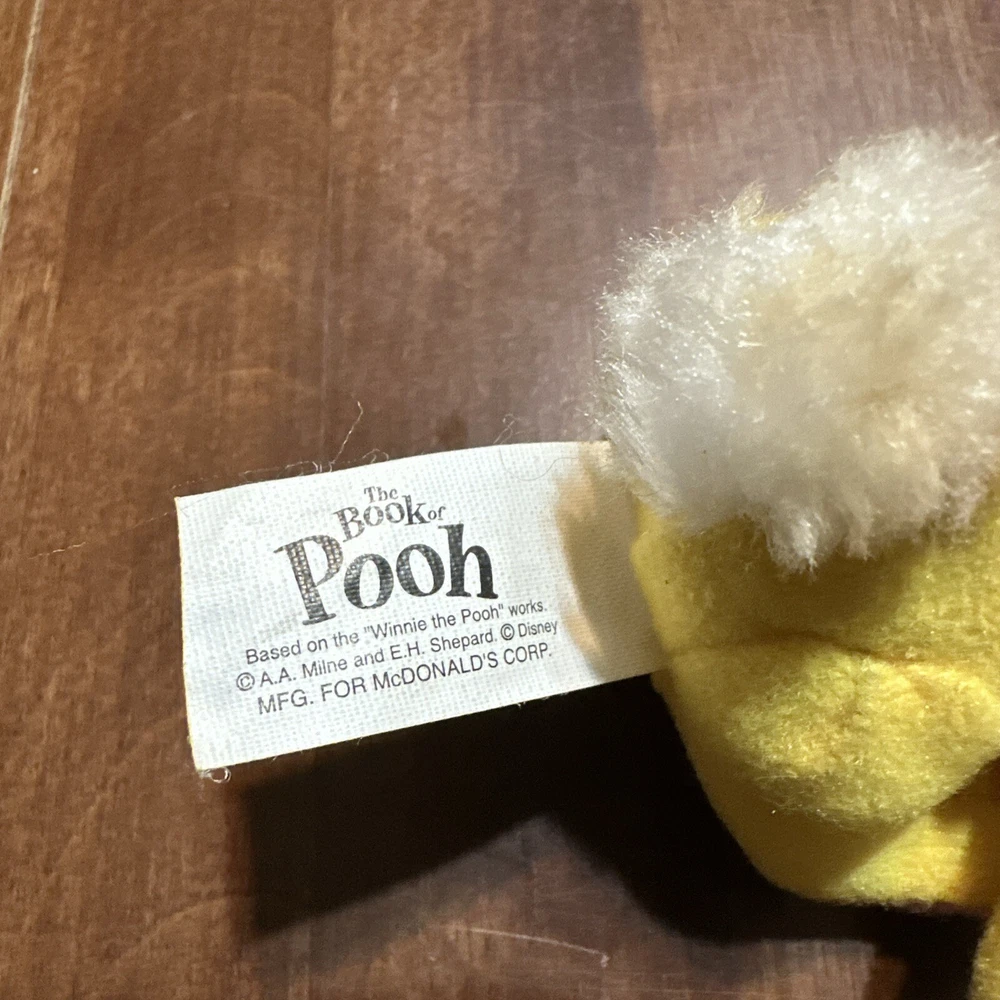 The
Book of
Pooh
Based on the "Winnie the Pooh" works.
© A.A. Milne and E.H. Shepard. © Disney
MFG. FOR McDONALD'S CORP.